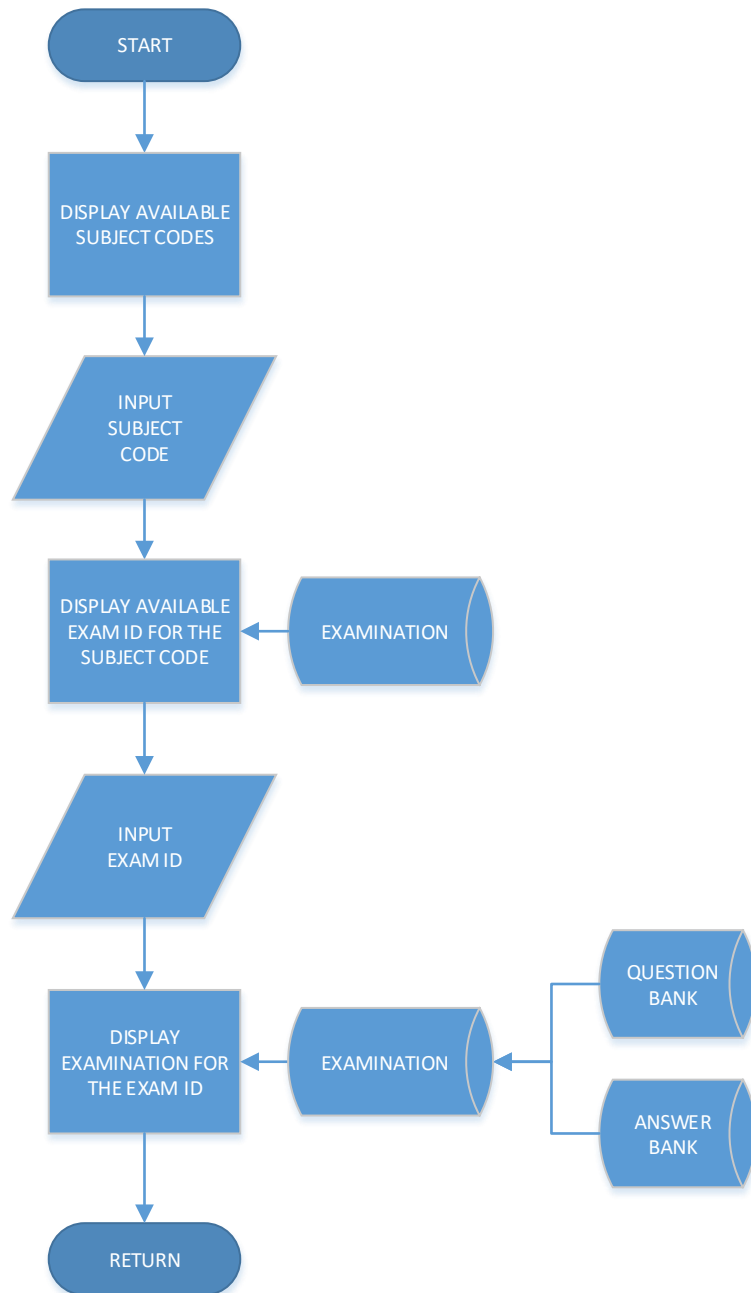 START
DISPLAY AVAILABLE
SUBJECT CODES
INPUT
SUBJECT
CODE
DISPLAY AVAILABLE
EXAM ID FOR THE
SUBJECT CODE
EXAMINATION
INPUT
EXAM ID
DISPLAY
EXAMINATION FOR
THE EXAM ID
EXAMINATION
QUESTION
BANK
ANSWER
BANK
RETURN